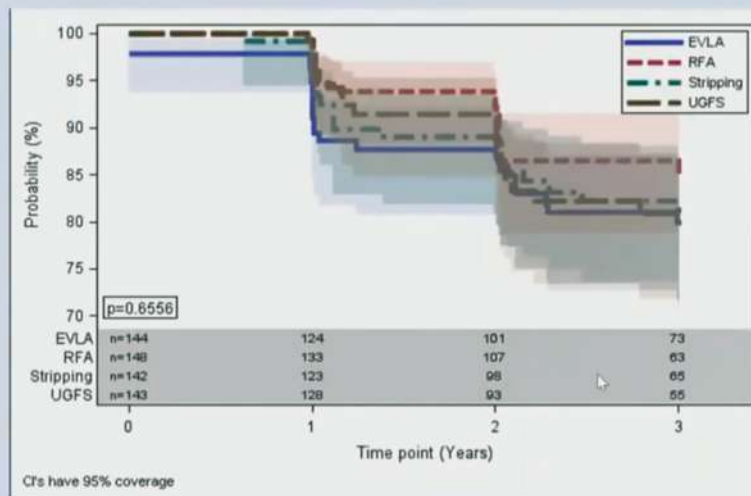 100
95
90
85
80
75
70
Probability (%)
EVLA
RFA
Stripping
UGFS
p=0.6556
EVLA n=144 124 101 73
RFA n=148 133 107 63
Stripping n=142 123 98 65
UGFS n=143 128 93 55
0 1 2 3
Time point (Years)
CI's have 95% coverage